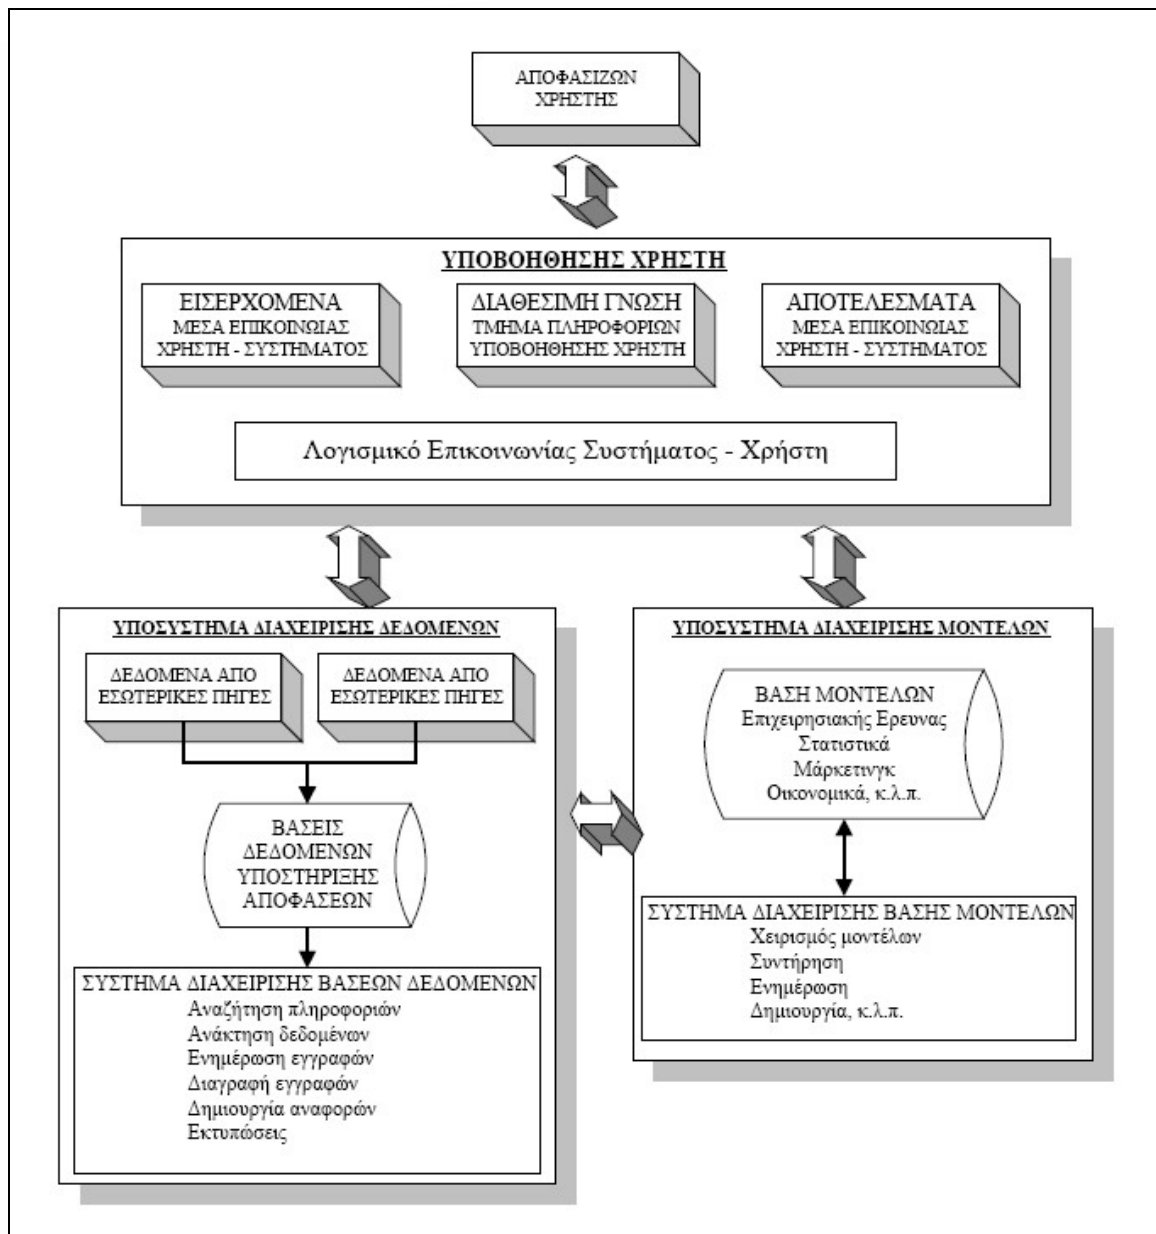 ΑΠΟΦΑΣΙΖΩΝ
ΧΡΗΣΤΗΣ
ΥΠΟΒΟΗΘΗΣΗΣ ΧΡΗΣΤΗ
ΕΙΣΕΡΧΟΜΕΝΑ
ΜΕΣΑ ΕΠΙΚΟΙΝΩΙΑΣ
ΧΡΗΣΤΗ - ΣΥΣΤΗΜΑΤΟΣ
ΔΙΑΘΕΣΙΜΗ ΓΝΩΣΗ
ΤΜΗΜΑ ΠΛΗΡΟΦΟΡΙΩΝ
ΥΠΟΒΟΗΘΗΣΗΣ ΧΡΗΣΤΗ
ΑΠΟΤΕΛΕΣΜΑΤΑ
ΜΕΣΑ ΕΠΙΚΟΙΝΩΙΑΣ
ΧΡΗΣΤΗ - ΣΥΣΤΗΜΑΤΟΣ
Λογισμικό Επικοινωνίας Συστήματος - Χρήστη
ΥΠΟΣΥΣΤΗΜΑ ΔΙΑΧΕΙΡΙΣΗΣ ΔΕΔΟΜΕΝΩΝ
ΔΕΔΟΜΕΝΑ ΑΠΟ
ΕΣΩΤΕΡΙΚΕΣ ΠΗΓΕΣ
ΔΕΔΟΜΕΝΑ ΑΠΟ
ΕΣΩΤΕΡΙΚΕΣ ΠΗΓΕΣ
ΒΑΣΕΙΣ
ΔΕΔΟΜΕΝΩΝ
ΥΠΟΣΤΗΡΙΞΗΣ
ΑΠΟΦΑΣΕΩΝ
ΣΥΣΤΗΜΑ ΔΙΑΧΕΙΡΙΣΗΣ ΒΑΣΕΩΝ ΔΕΔΟΜΕΝΩΝ
Αναζήτηση πληροφοριών
Ανάκτηση δεδομένων
Ενημέρωση εγγραφών
Διαγραφή εγγραφών
Δημιουργία αναφορών
Εκτυπώσεις
ΥΠΟΣΥΣΤΗΜΑ ΔΙΑΧΕΙΡΙΣΗΣ ΜΟΝΤΕΛΩΝ
ΒΑΣΗ ΜΟΝΤΕΛΩΝ
Επιχειρησιακής Ερευνας
Στατιστικά
Μάρκετινγκ
Οικονομικά, κ.λ.π.
ΣΥΣΤΗΜΑ ΔΙΑΧΕΙΡΙΣΗΣ ΒΑΣΗΣ ΜΟΝΤΕΛΩΝ
Χειρισμός μοντέλων
Συντήρηση
Ενημέρωση
Δημιουργία, κ.λ.π.